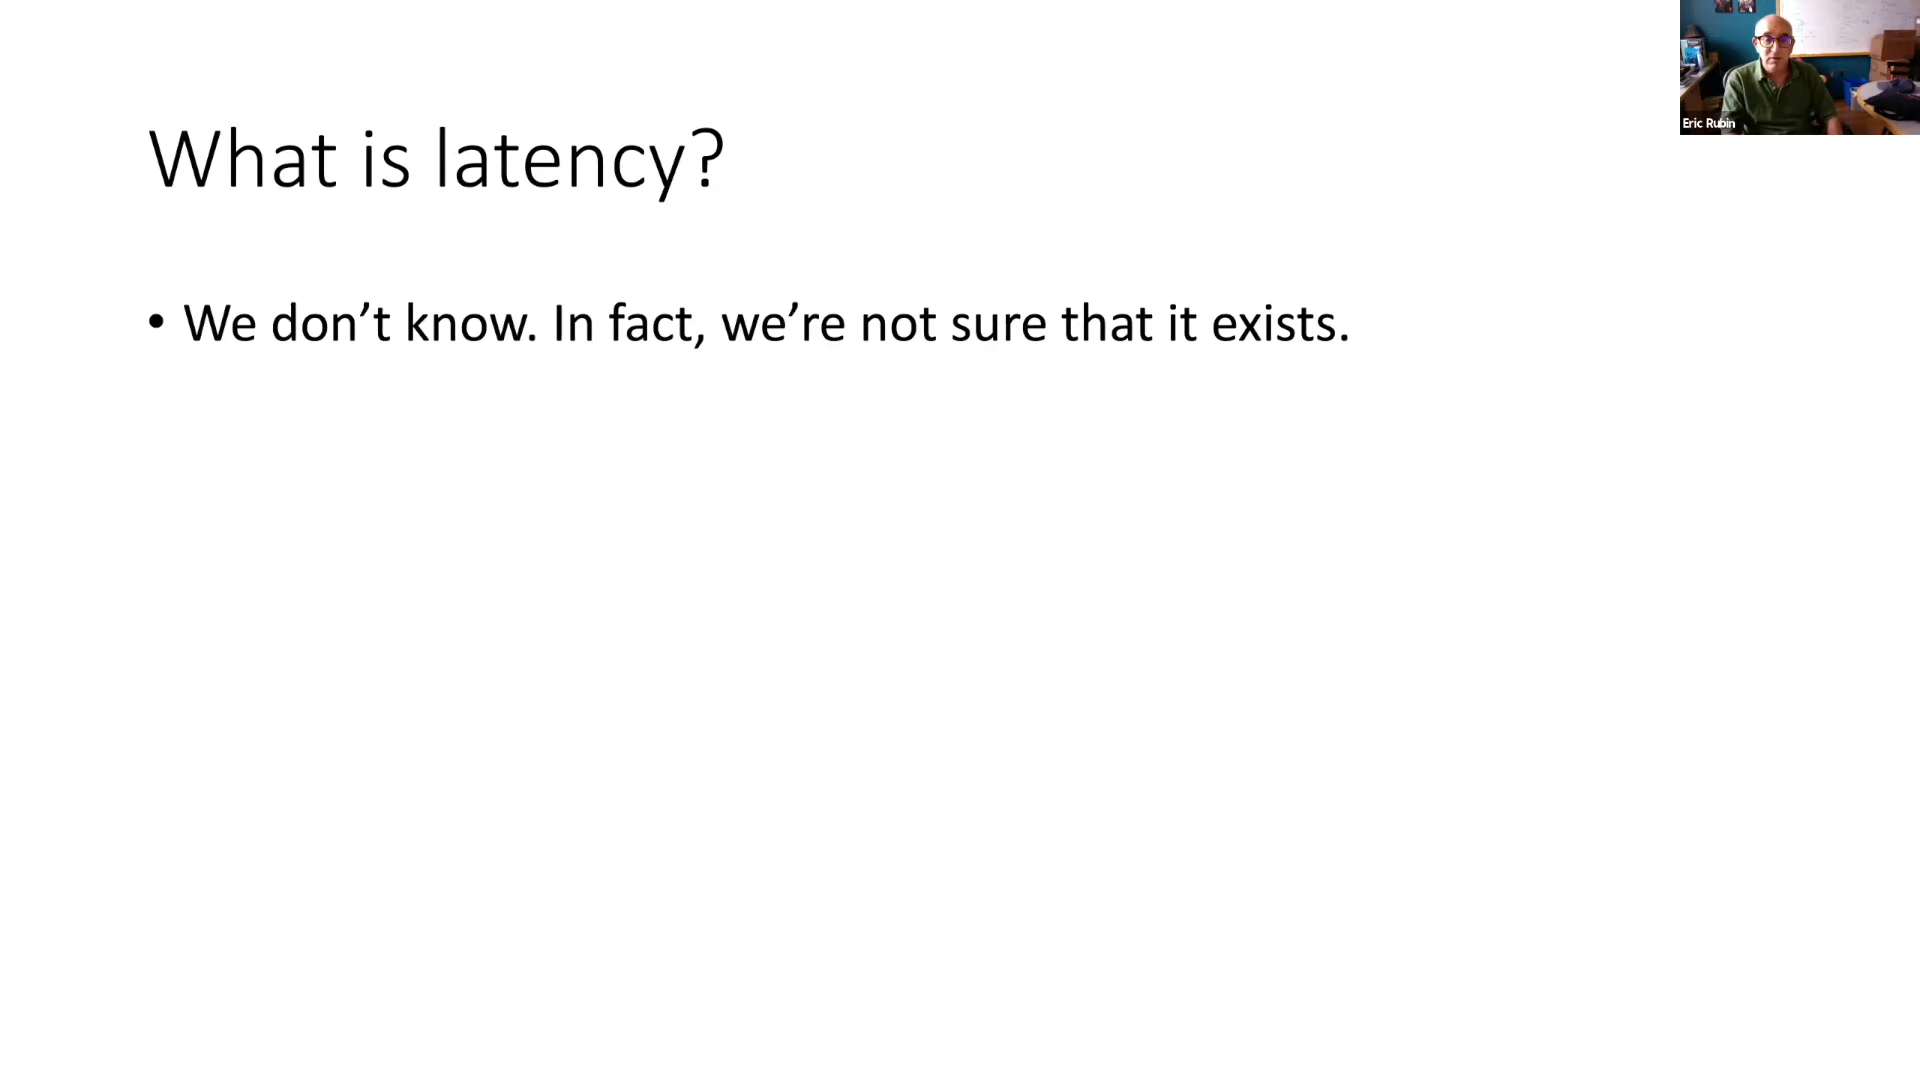 Eric Rubin
What is latency?
• We don’t know. In fact, we’re not sure that it exists.